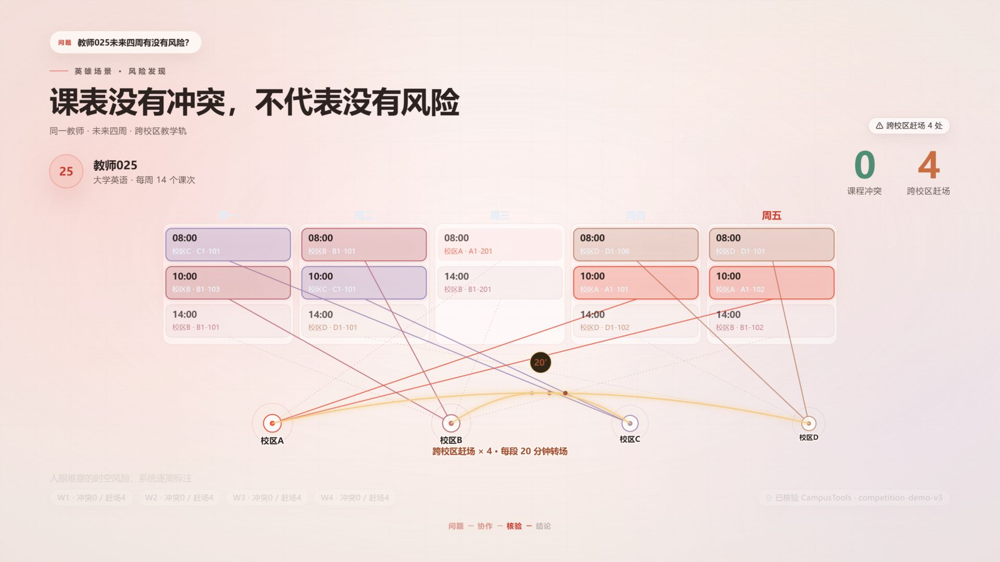 问题 教师025未来四周有没有风险?
英雄场景 · 风险发现
课表没有冲突，不代表没有风险
同一教师 · 未来四周 · 跨校区教学轨
跨校区赶场 4 处
25
教师025
大学英语 · 每周 14 个课次
0
课程冲突
4
跨校区赶场
周一
周二
周三
周四
周五
08:00
校区C · C1-101
10:00
校区B · B1-103
14:00
校区B · B1-101
08:00
校区B · B1-101
10:00
校区C · C1-101
14:00
校区D · D1-101
08:00
校区A · A1-201
14:00
校区B · B1-201
08:00
校区D · D1-106
10:00
校区A · A1-101
14:00
校区D · D1-102
08:00
校区D · D1-101
10:00
校区A · A1-102
14:00
校区B · B1-102
20′
校区A
校区B
校区C
校区D
跨校区赶场 × 4 · 每段 20 分钟转场
人眼难察的时空风险，系统逐周标注
W1 · 冲突0 / 赶场4
W2 · 冲突0 / 赶场4
W3 · 冲突0 / 赶场4
W4 · 冲突0 / 赶场4
已核验 CampusTools · competition-demo-v3
问题 — 协作 — 核验 — 结论